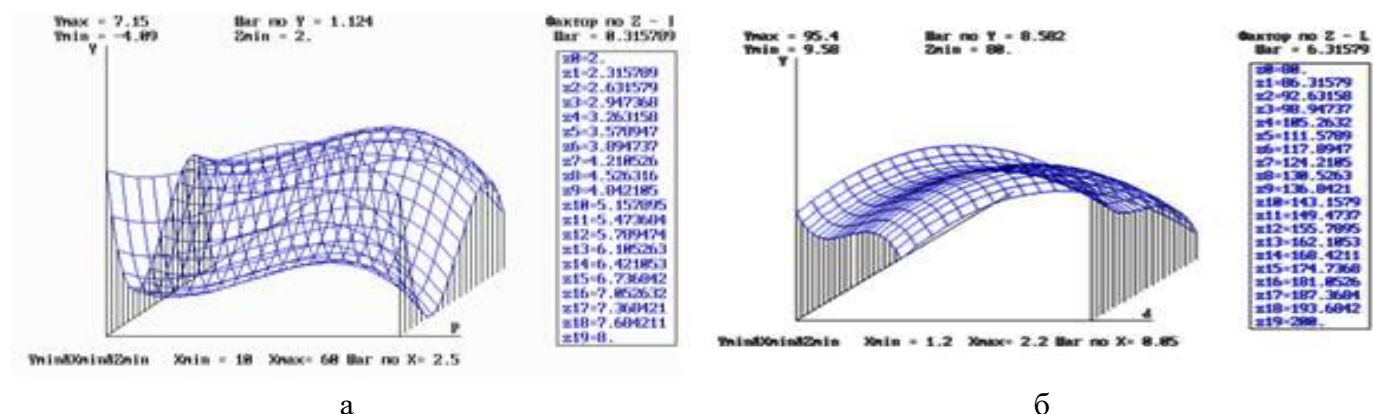 Ymax = 7.15 Шаг по Y = 1.124 Фактор по Z - I
Ymin = -4.09 Zmin = 2. Шаг = 0.315789
Y
z0=2.
z1=2.315789
z2=2.631579
z3=2.947368
z4=3.263158
z5=3.578947
z6=3.894737
z7=4.210526
z8=4.526316
z9=4.842105
z10=5.157895
z11=5.473684
z12=5.789474
z13=6.105263
z14=6.421053
z15=6.736842
z16=7.052632
z17=7.368421
z18=7.684211
z19=8.
P
Ymin&Xmin&Zmin Xmin = 10 Xmax= 60 Шаг по X= 2.5
а
Ymax = 95.4 Шаг по Y = 8.582 Фактор по Z - L
Ymin = 9.58 Zmin = 80. Шаг = 6.31579
Y
z0=80.
z1=86.31579
z2=92.63158
z3=98.94737
z4=105.2632
z5=111.5789
z6=117.8947
z7=124.2105
z8=130.5263
z9=136.8421
z10=143.1579
z11=149.4737
z12=155.7895
z13=162.1053
z14=168.4211
z15=174.7368
z16=181.0526
z17=187.3684
z18=193.6842
z19=200.
d
Ymin&Xmin&Zmin Xmin = 1.2 Xmax= 2.2 Шаг по X= 0.05
б